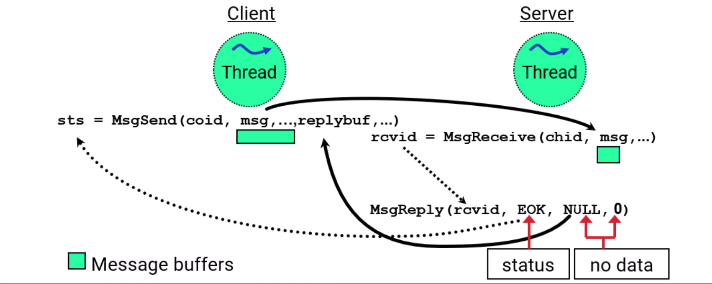 Client
Server
Thread
Thread
sts = MsgSend(coid, msg,…,replybuf,…)
rcvid = MsgReceive(chid, msg,…)
MsgReply(rcvid, EOK, NULL, 0)
status
no data
Message buffers